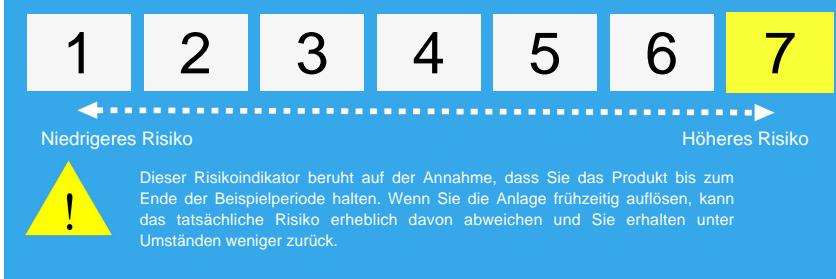 1 2 3 4 5 6 7
Niedrigeres Risiko Höheres Risiko
!
Dieser Risikoindikator beruht auf der Annahme, dass Sie das Produkt bis zum
Ende der Beispielperiode halten. Wenn Sie die Anlage frühzeitig auflösen, kann
das tatsächliche Risiko erheblich davon abweichen und Sie erhalten unter
Umständen weniger zurück.